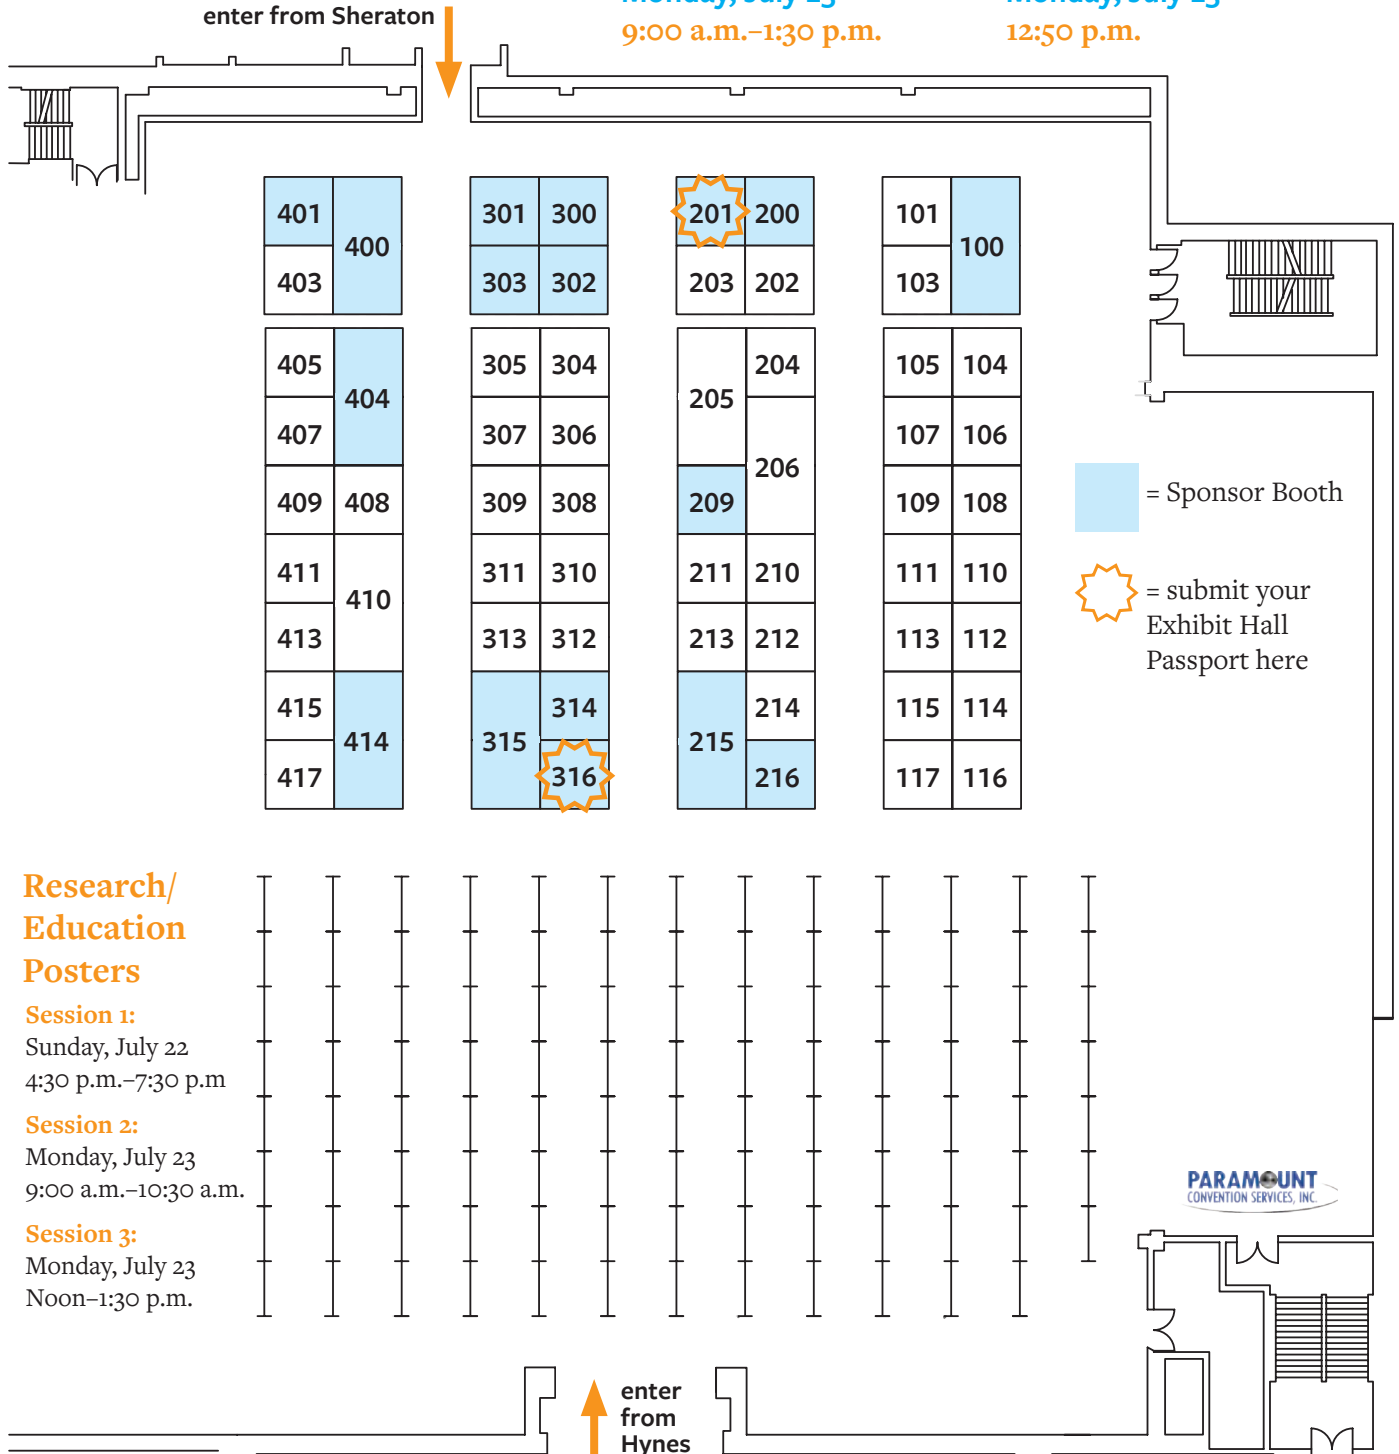 enter from Sheraton
Monday, July 23
Monday, July 23
9:00 a.m.–1:30 p.m.
12:50 p.m.
401 400 301 300 201 200 101 100
403 303 302 203 202 103
405 404 305 304 205 204 105 104
407 307 306 206 107 106
409 408 309 308 209 109 108
411 410 311 310 211 210 111 110
413 313 312 213 212 113 112
415 414 315 314 215 214 115 114
417 316 216 117 116
= Sponsor Booth
= submit your
Exhibit Hall
Passport here
Research/
Education
Posters
Session 1:
Sunday, July 22
4:30 p.m.–7:30 p.m
Session 2:
Monday, July 23
9:00 a.m.–10:30 a.m.
Session 3:
Monday, July 23
Noon–1:30 p.m.
PARAMOUNT
CONVENTION SERVICES, INC.
enter
from
Hynes